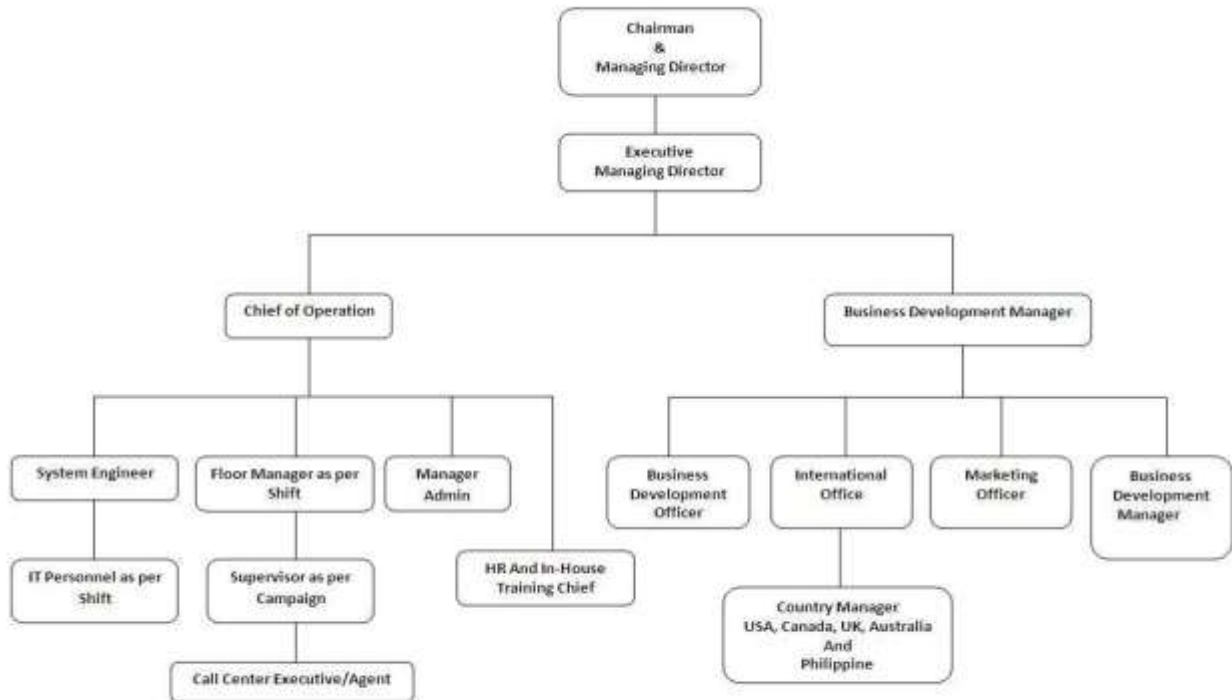 Chairman
&
Managing Director
Executive
Managing Director
Chief of Operation
Business Development Manager
System Engineer
Floor Manager as per
Shift
Manager
Admin
Business
Development
Officer
International
Office
Marketing
Officer
Business
Development
Manager
IT Personnel as per
Shift
Supervisor as per
Campaign
HR And In-House
Training Chief
Country Manager
USA, Canada, UK, Australia
And
Philippine
Call Center Executive/Agent